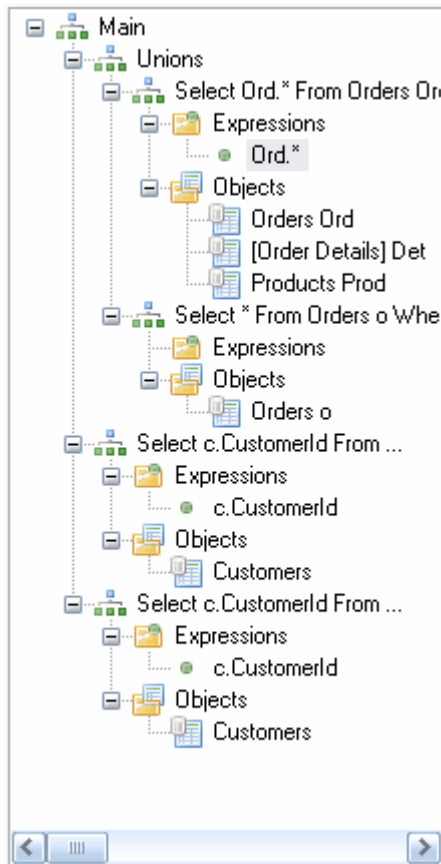 Main
Unions
Select Ord.* From Orders Ord
Expressions
Ord.*
Objects
Orders Ord
[Order Details] Det
Products Prod
Select * From Orders o Whe
Expressions
Objects
Orders o
Select c.CustomerId From ...
Expressions
c.CustomerId
Objects
Customers
Select c.CustomerId From ...
Expressions
c.CustomerId
Objects
Customers